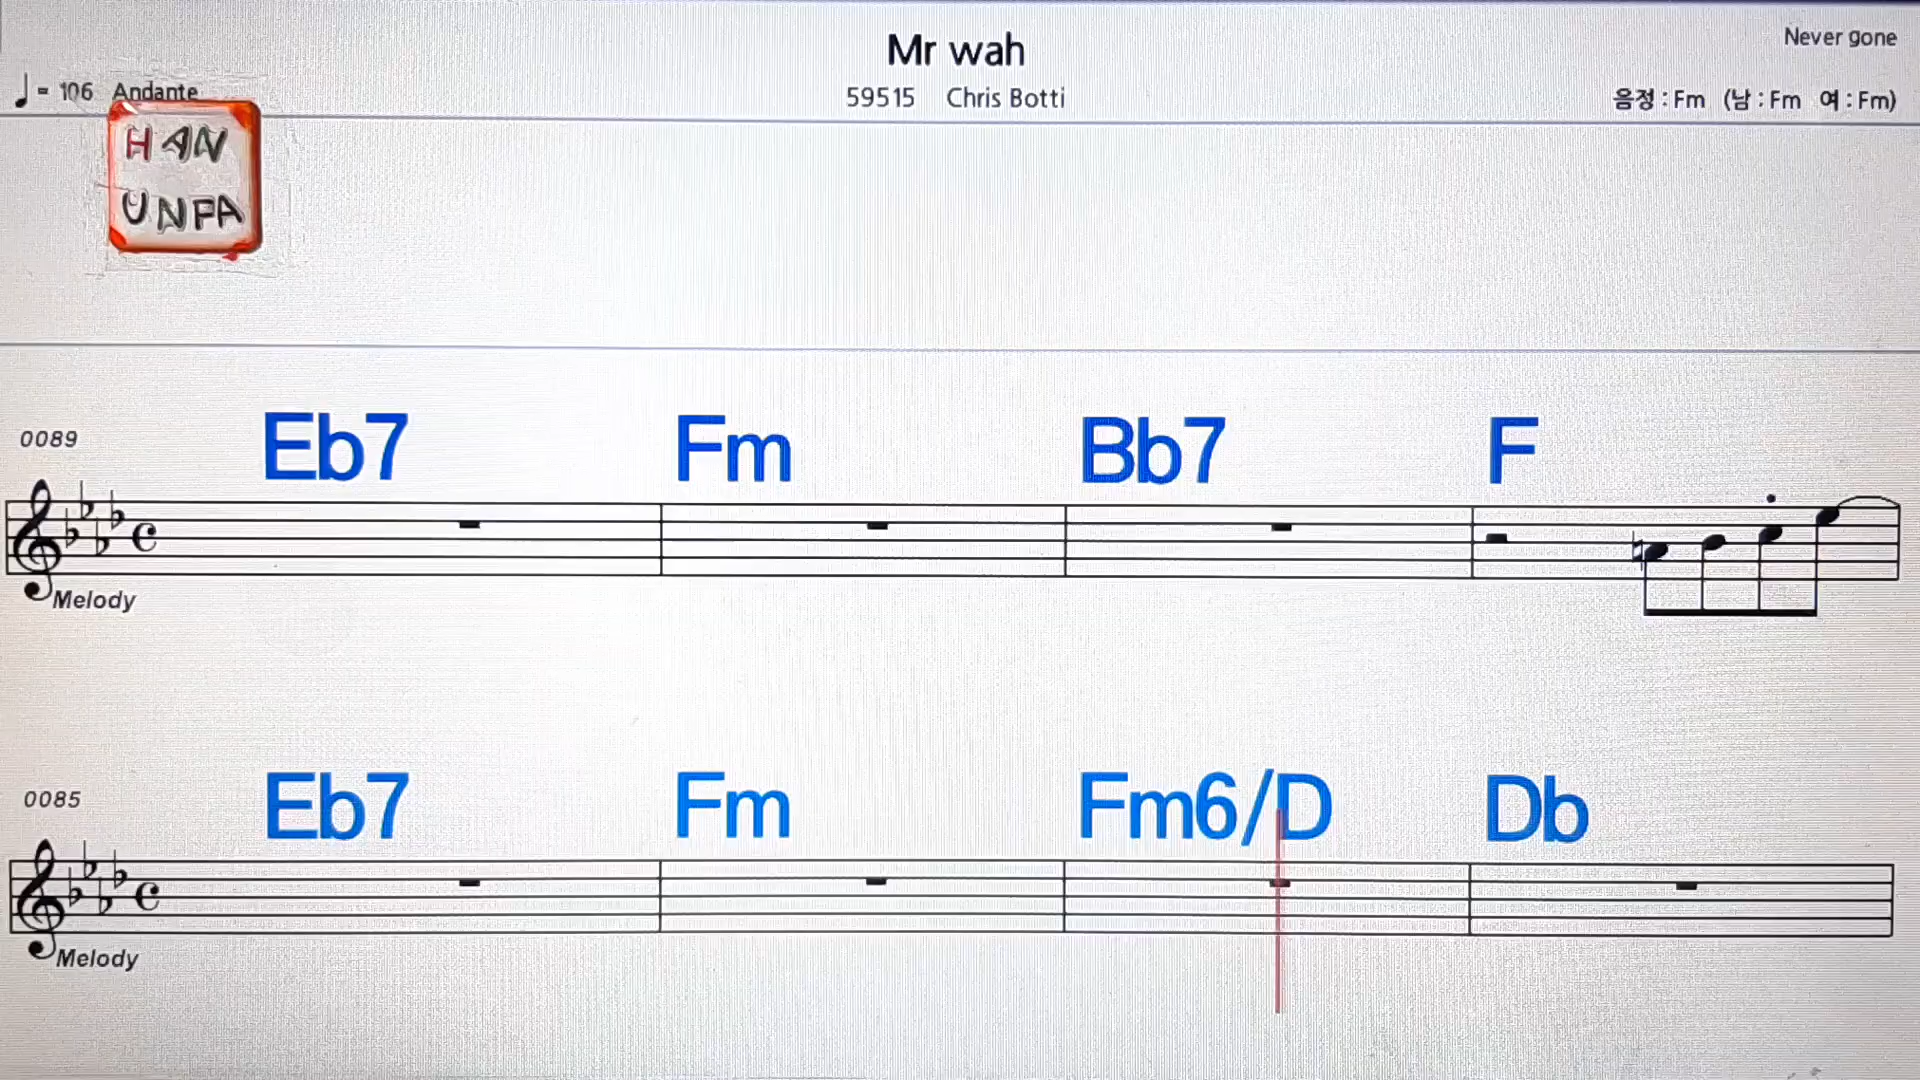 Mr wah
Never gone
♩= 106 Andante
59515 Chris Botti
음정 : Fm (남 : Fm 여 : Fm)
HAN
UNPA
0089
Eb7 Fm Bb7 F
Melody
0085
Eb7 Fm Fm6/D Db
Melody